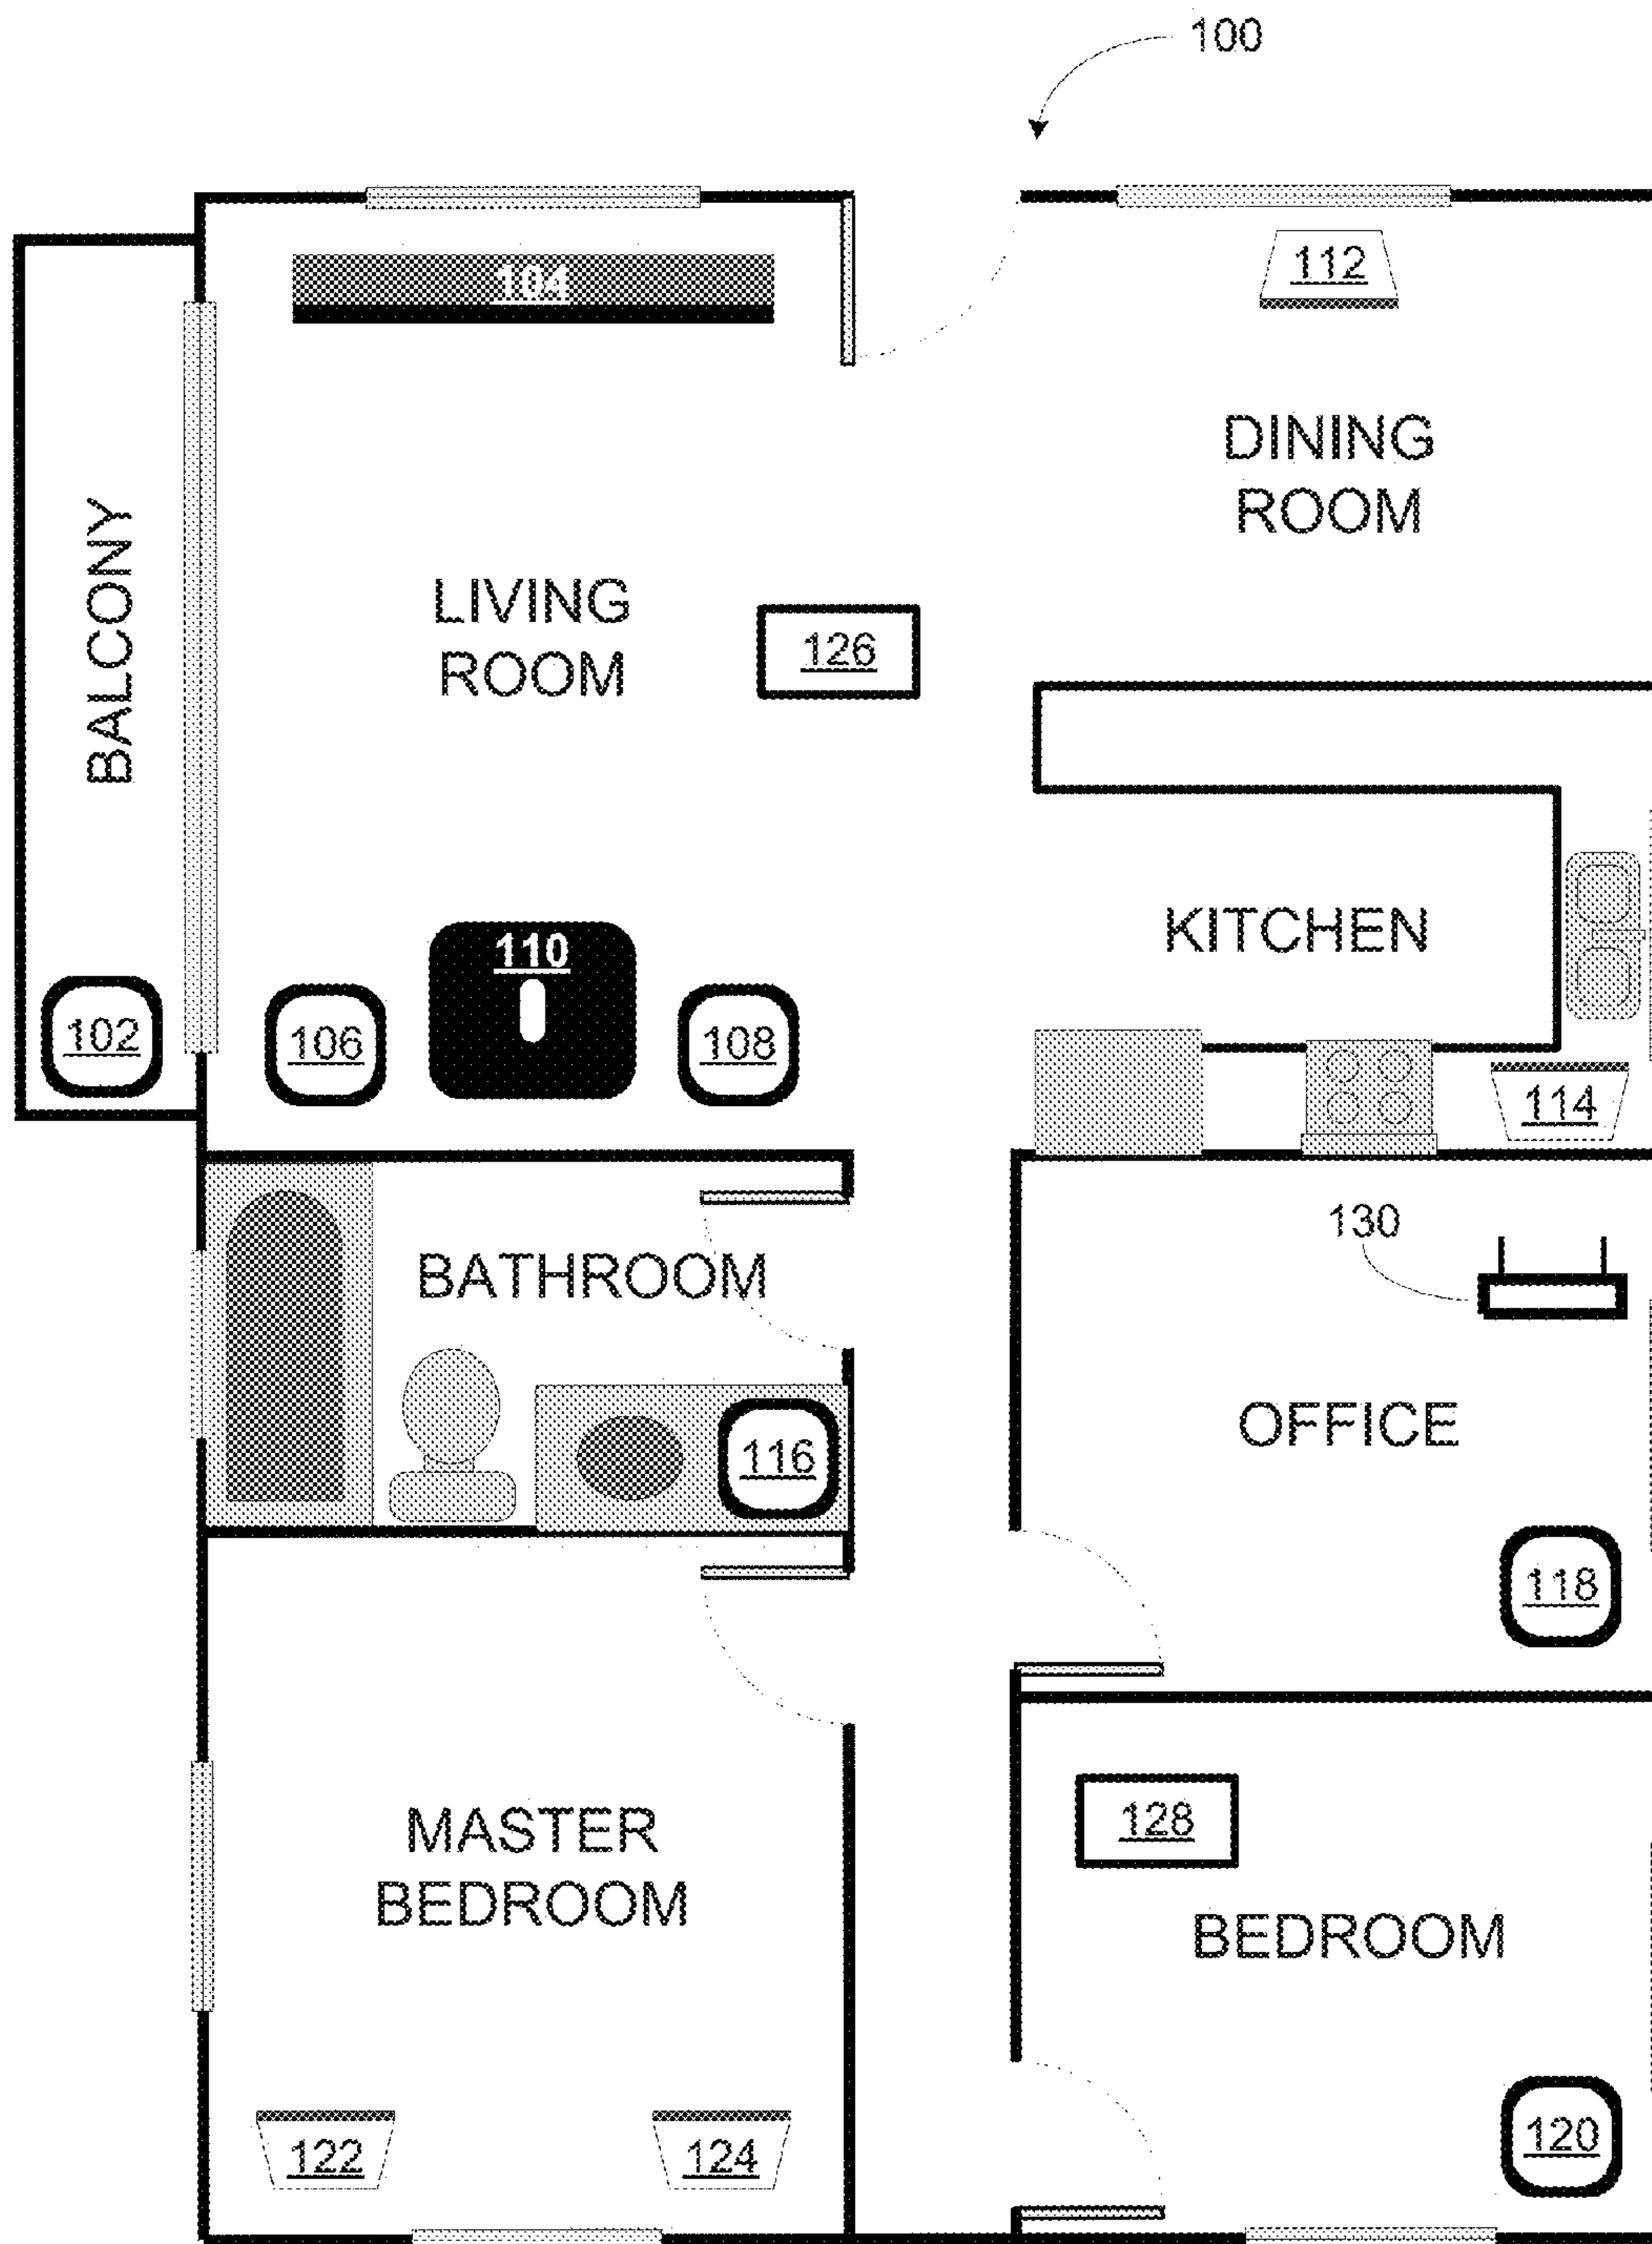 100
104
112
DINING
ROOM
BALCONY
LIVING
ROOM
126
KITCHEN
110
102
106
108
114
BATHROOM
130
OFFICE
116
118
MASTER
BEDROOM
128
BEDROOM
122
124
120